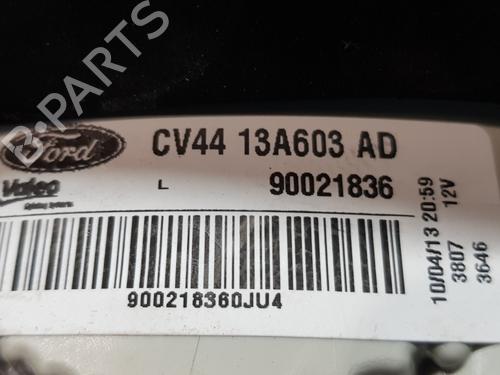 B-PARTS
Ford
CV44 13A603 AD
Valeo
L 90021836
900218360JU4
10/04/13 20:59
3807 12V
3646